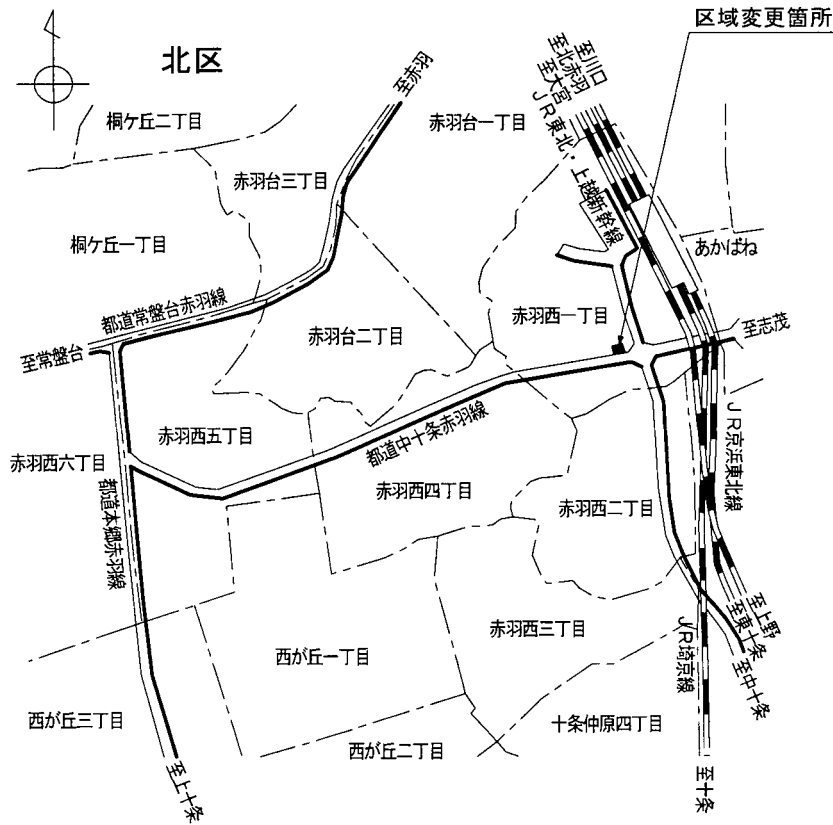 区域変更箇所
北区
至赤羽
至川口
至北赤羽
至大宮
JR東北・上越新幹線
桐ケ丘二丁目
赤羽台一丁目
赤羽台三丁目
桐ケ丘一丁目
あかばね
都道常盤台赤羽線
赤羽西一丁目
至志茂
赤羽台二丁目
至常盤台
赤羽西五丁目
都道中十条赤羽線
赤羽西六丁目
赤羽西四丁目
JR京浜東北線
赤羽西二丁目
都道本郷赤羽線
至上野
至東十条
至中十条
赤羽西三丁目
JR埼京線
西が丘一丁目
西が丘三丁目
十条仲原四丁目
西が丘二丁目
至上十条
至十条